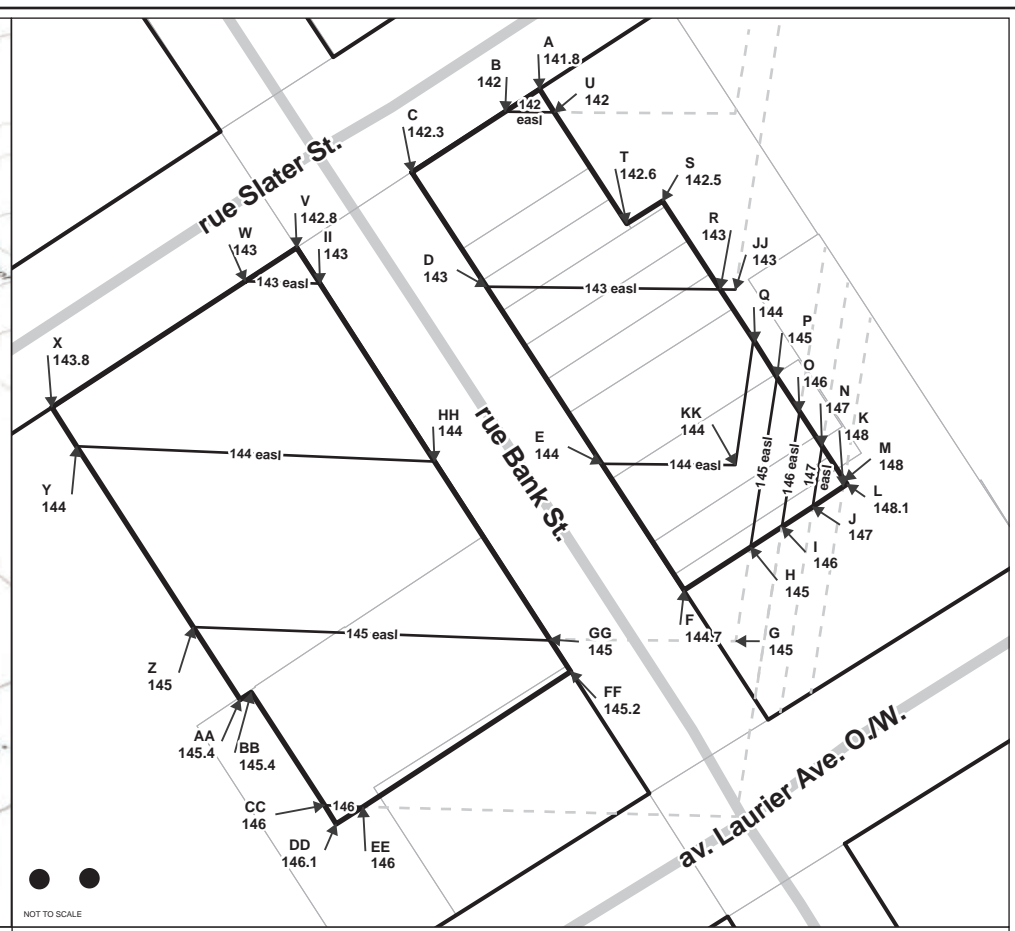 A
141.8
B
142
U
142
142
easl
C
142.3
T
142.6
S
142.5
rue Slater St.
V
142.8
W
143
II
143
143 easl
R
143
JJ
143
D
143
143 easl
Q
144
P
145
O
146
N
147
K
148
M
148
L
148.1
X
143.8
HH
144
KK
144
E
144
144 easl
144 easl
145 easl
146 easl
147
easl
rue Bank St.
Y
144
J
147
I
146
H
145
F
144.7
G
145
GG
145
145 easl
Z
145
FF
145.2
AA
145.4
BB
145.4
CC
146
146
DD
146.1
EE
146
av. Laurier Ave. O./W.
NOT TO SCALE